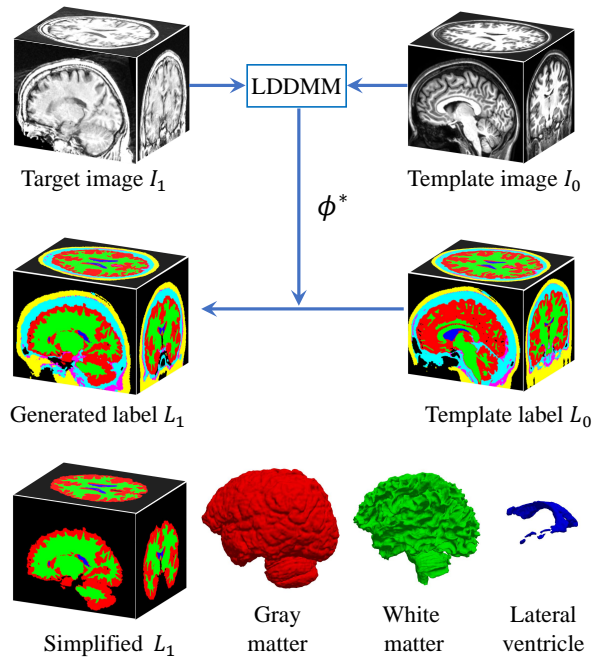 LDDMM
Target image I₁
Template image I₀
ϕ*
Generated label L₁
Template label L₀
Simplified L₁
Gray
matter
White
matter
Lateral
ventricle